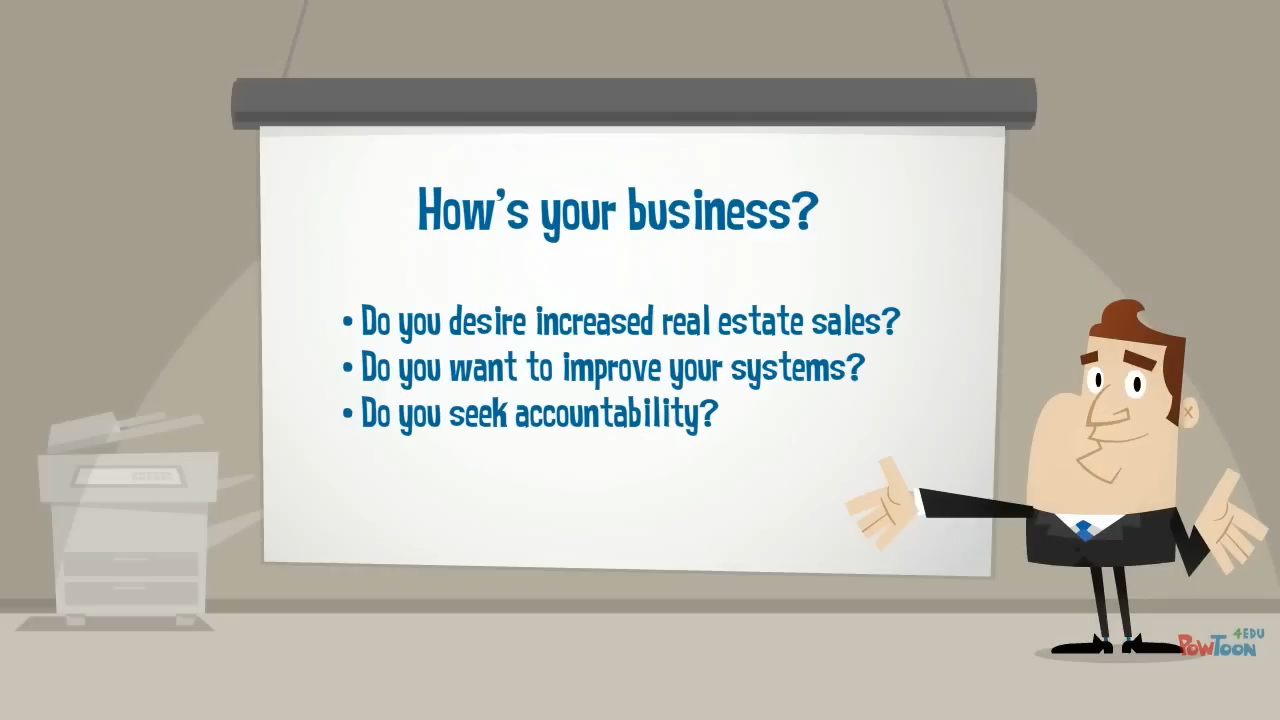 How's your business?
• Do you desire increased real estate sales?
• Do you want to improve your systems?
• Do you seek accountability?
4EDU
PowToon